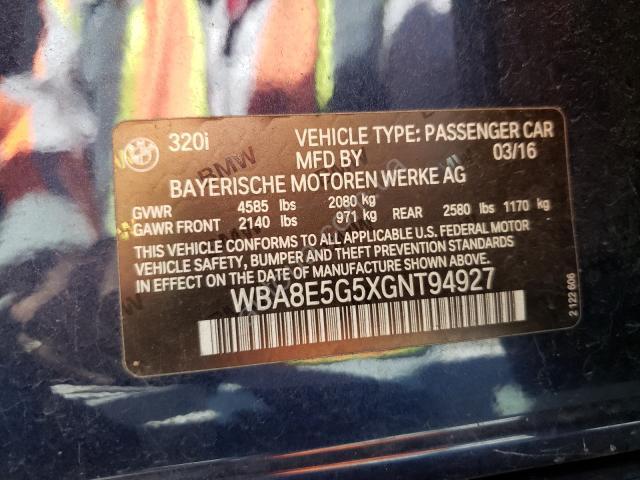 320i VEHICLE TYPE: PASSENGER CAR
MFD BY 03/16
BAYERISCHE MOTOREN WERKE AG
GVWR 4585 lbs 2080 kg
GAWR FRONT 2140 lbs 971 kg REAR 2580 lbs 1170 kg
THIS VEHICLE CONFORMS TO ALL APPLICABLE U.S. FEDERAL MOTOR
VEHICLE SAFETY, BUMPER, AND THEFT PREVENTION STANDARDS
IN EFFECT ON THE DATE OF MANUFACTURE SHOWN ABOVE.
WBA8E5G5XGNT94927
2 122 606